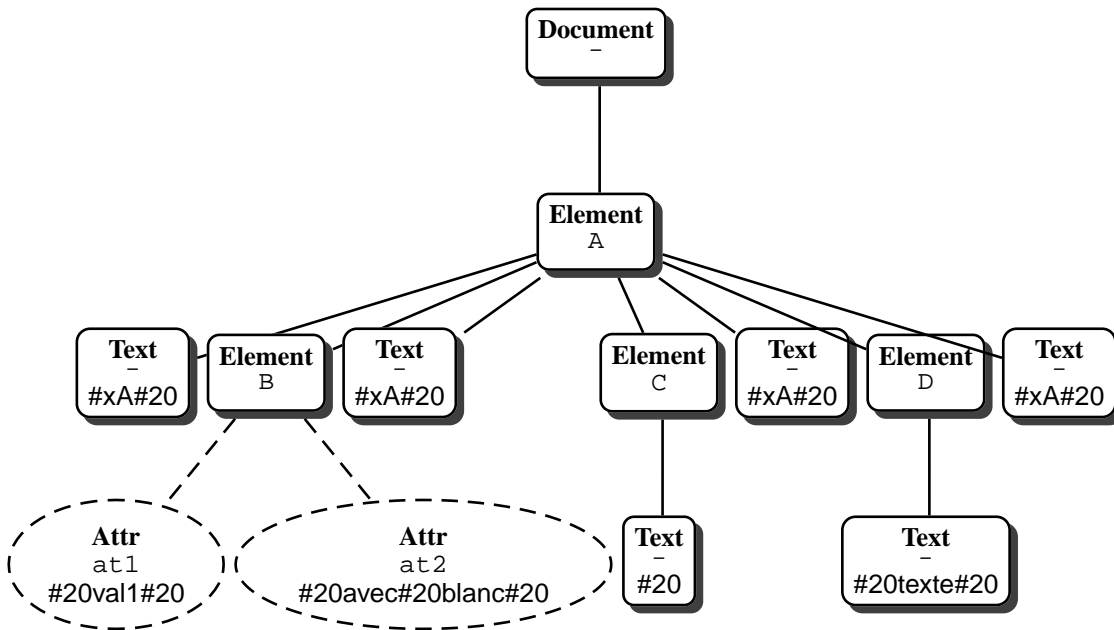 Document
-
Element
A
Text
-
#xA#20
Element
B
Text
-
#xA#20
Element
C
Text
-
#xA#20
Element
D
Text
-
#xA#20
Attr
at1
#20val1#20
Attr
at2
#20avec#20blanc#20
Text
-
#20
Text
-
#20texte#20